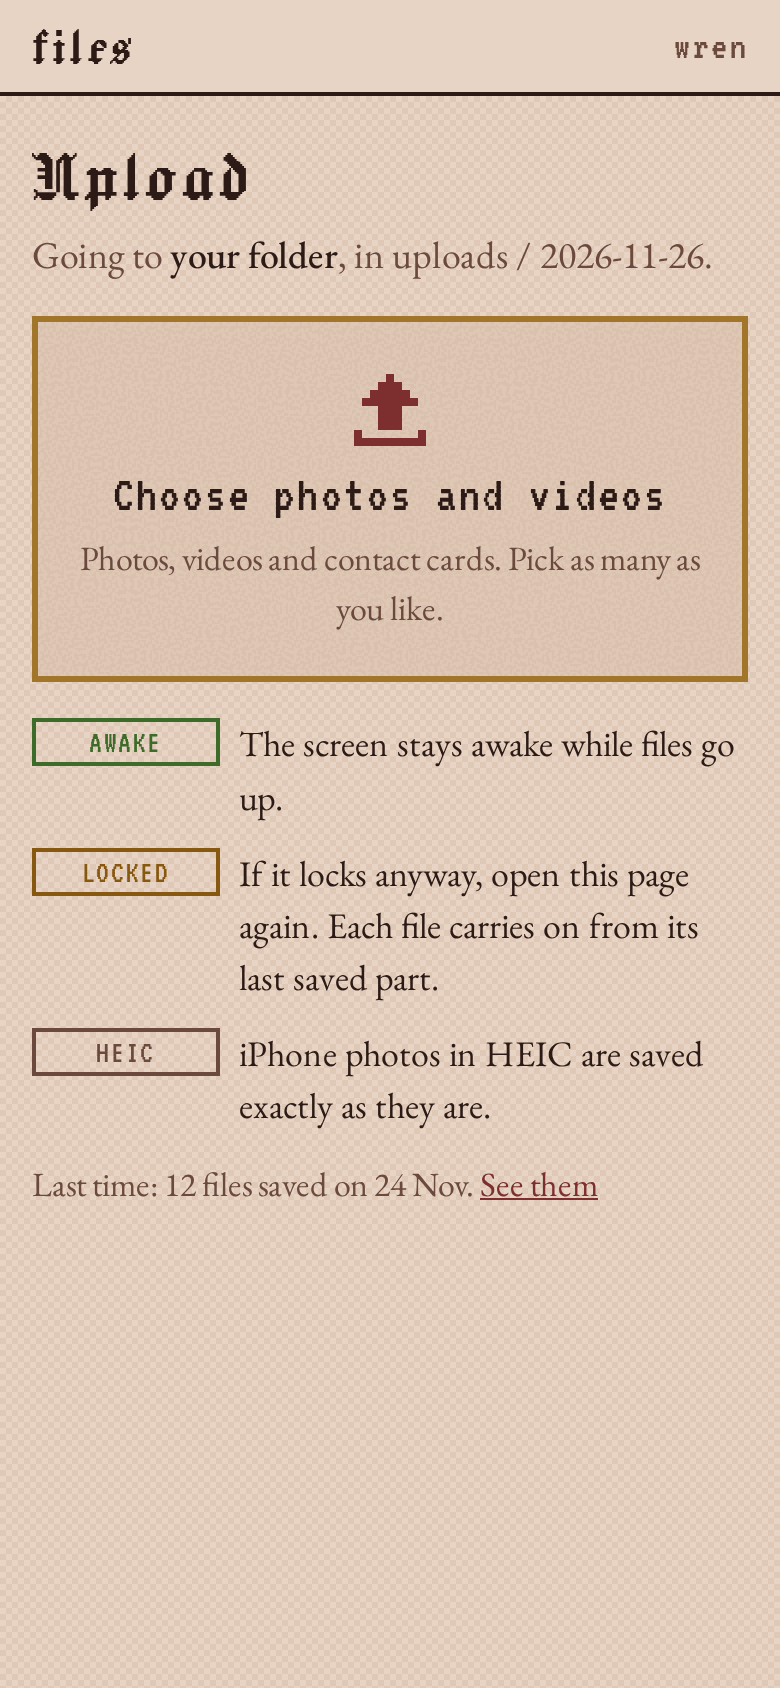 files
wren
Upload
Going to your folder, in uploads / 2026-11-26.
Choose photos and videos
Photos, videos and contact cards. Pick as many as
you like.
AWAKE
The screen stays awake while files go
up.
LOCKED
If it locks anyway, open this page
again. Each file carries on from its
last saved part.
HEIC
iPhone photos in HEIC are saved
exactly as they are.
Last time: 12 files saved on 24 Nov. See them